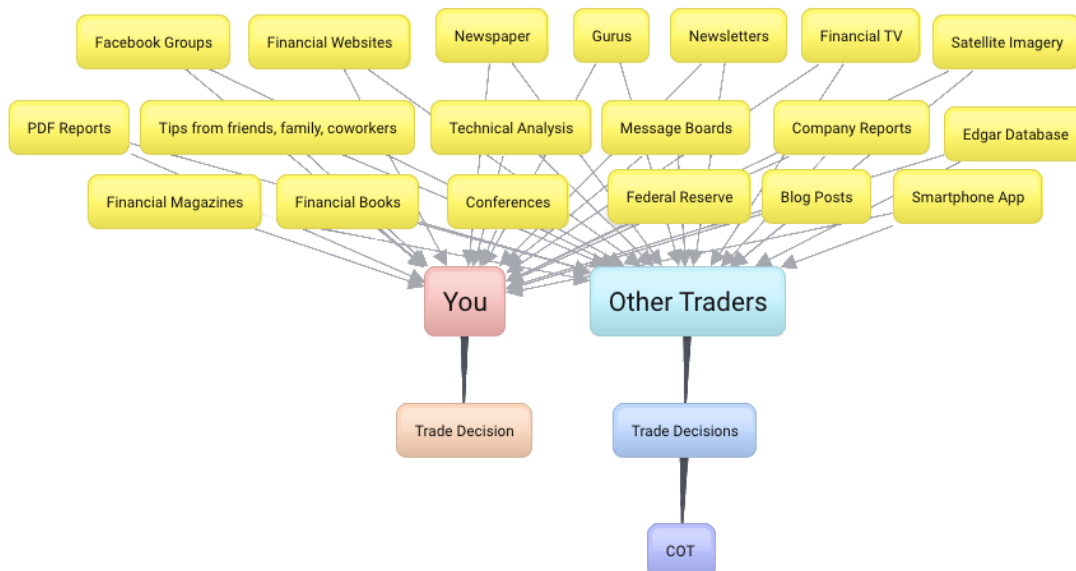 Facebook Groups
Financial Websites
Newspaper
Gurus
Newsletters
Financial TV
Satellite Imagery
PDF Reports
Tips from friends, family, coworkers
Technical Analysis
Message Boards
Company Reports
Edgar Database
Financial Magazines
Financial Books
Conferences
Federal Reserve
Blog Posts
Smartphone App
You
Other Traders
Trade Decision
Trade Decisions
COT